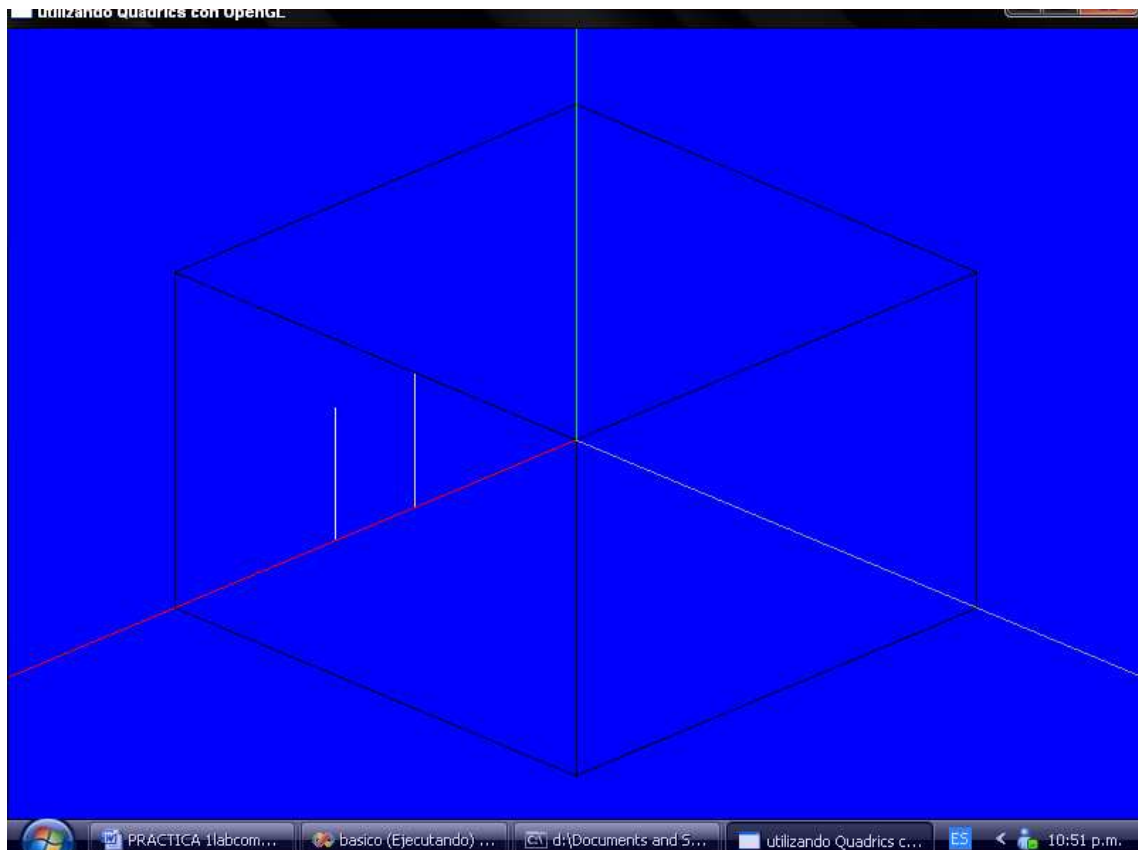 utilizando Quadrics con OpenGL
PRACTICA 1labcom...
basico (Ejecutando) ...
d:\Documents and S...
utilizando Quadrics c...
ES
10:51 p.m.